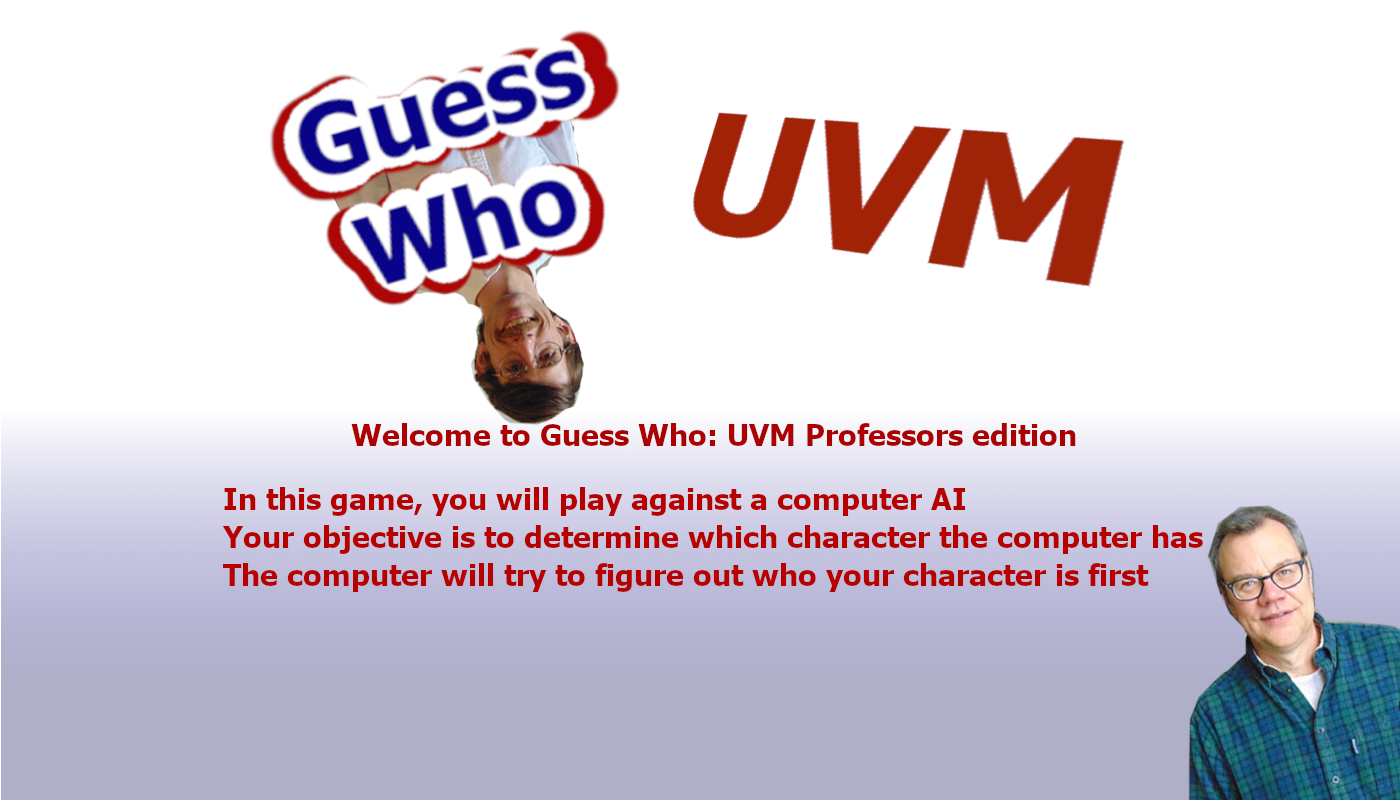 Guess
Who
UVM
Welcome to Guess Who: UVM Professors edition
In this game, you will play against a computer AI
Your objective is to determine which character the computer has
The computer will try to figure out who your character is first